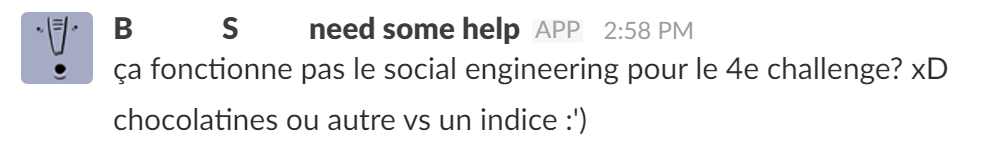 B S need some help APP 2:58 PM
ça fonctionne pas le social engineering pour le 4e challenge? xD
chocolatines ou autre vs un indice :')